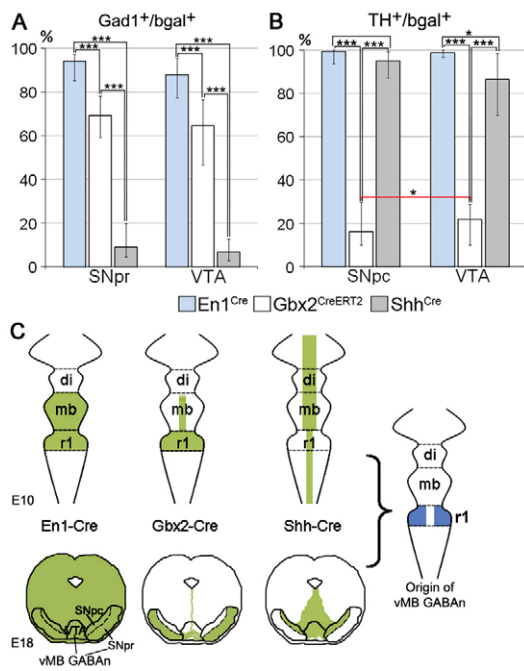 A Gad1+/bgal+
%
100
80
60
40
20
0
***
***
***
***
***
***
SNpr VTA
B TH+/bgal+
%
100
80
60
40
20
0
*
***
***
***
***
*
SNpc VTA
En1Cre Gbx2CreERT2 ShhCre
C
di
mb
r1
di
mb
r1
di
mb
r1
E10
En1-Cre Gbx2-Cre Shh-Cre
di
mb
r1
Origin of
vMB GABAn
SNpc
VTA
SNpr
E18
vMB GABAn